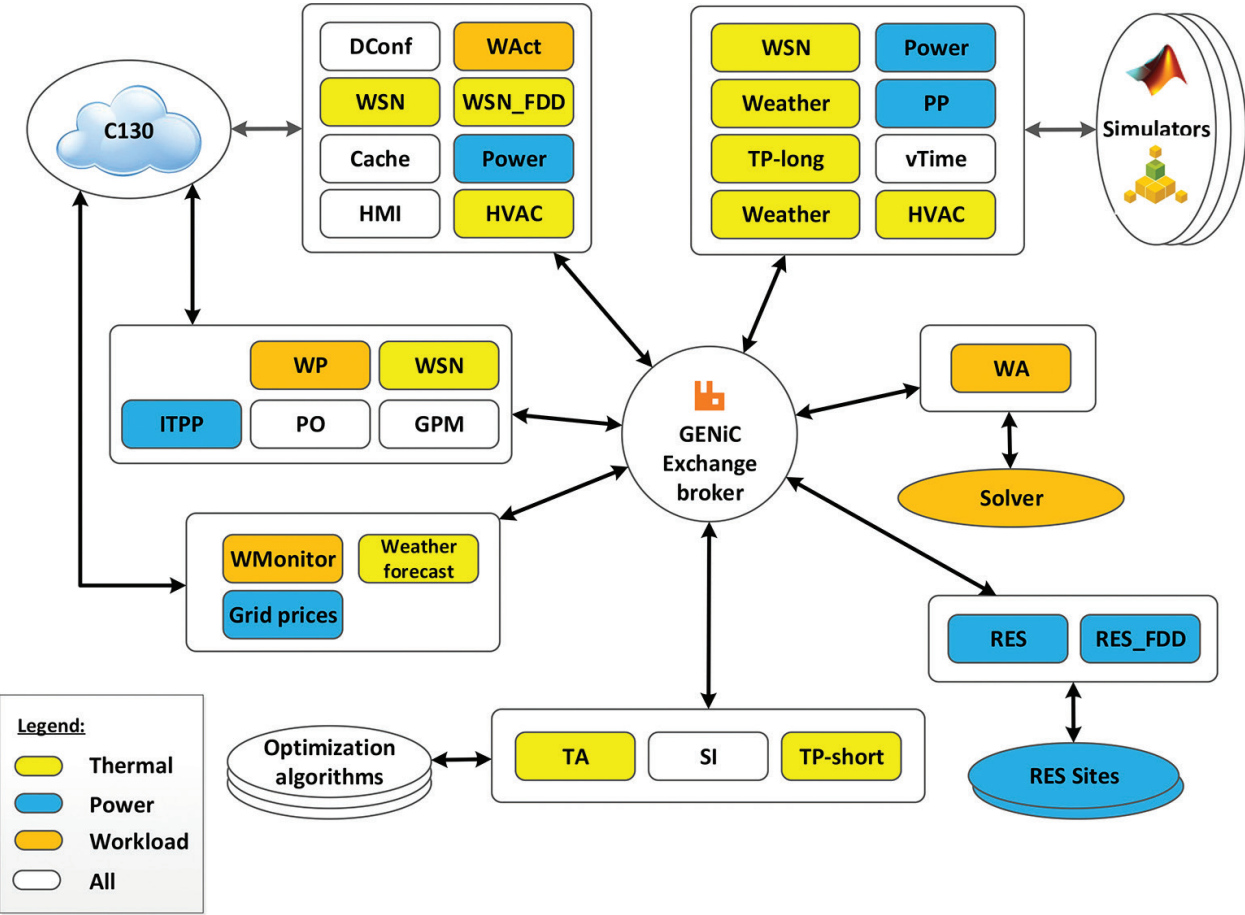 DConf
WAct
WSN
WSN_FDD
Cache
Power
HMI
HVAC
WSN
Power
Weather
PP
TP-long
vTime
Weather
HVAC
C130
Simulators
WP
WSN
ITPP
PO
GPM
GENiC
Exchange
broker
WA
Solver
WMonitor
Weather
forecast
Grid prices
RES
RES_FDD
RES Sites
Optimization
algorithms
TA
SI
TP-short
Legend:
Thermal
Power
Workload
All